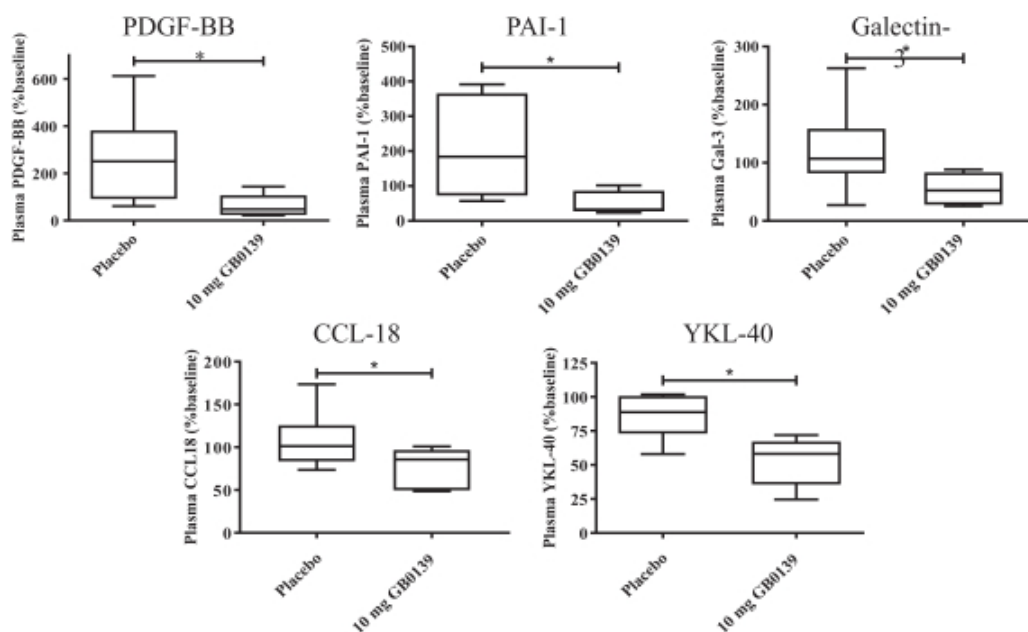 PDGF-BB
Plasma PDGF-BB (%baseline)
600
400
200
0
*
Placebo
10 mg GB0139
PAI-1
Plasma PAI-1 (%baseline)
500
400
300
200
100
0
*
Placebo
10 mg GB0139
Galectin-
3
Plasma Gal-3 (%baseline)
300
200
100
0
*
Placebo
10 mg GB0139
CCL-18
Plasma CCL18 (%baseline)
200
150
100
50
0
*
Placebo
10 mg GB0139
YKL-40
Plasma YKL-40 (%baseline)
125
100
75
50
25
0
*
Placebo
10 mg GB0139